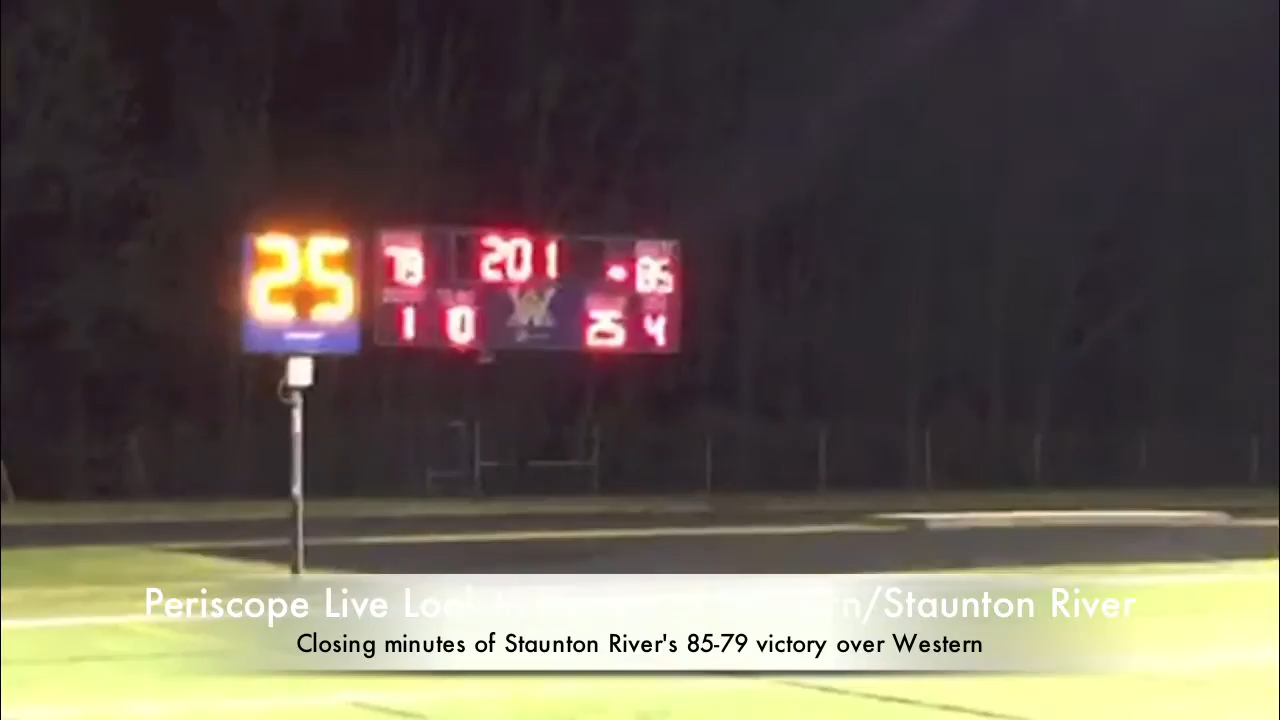 25
79 201 85
1 0 25 4
W
Periscope Live Look /Staunton River
Closing minutes of Staunton River's 85-79 victory over Western